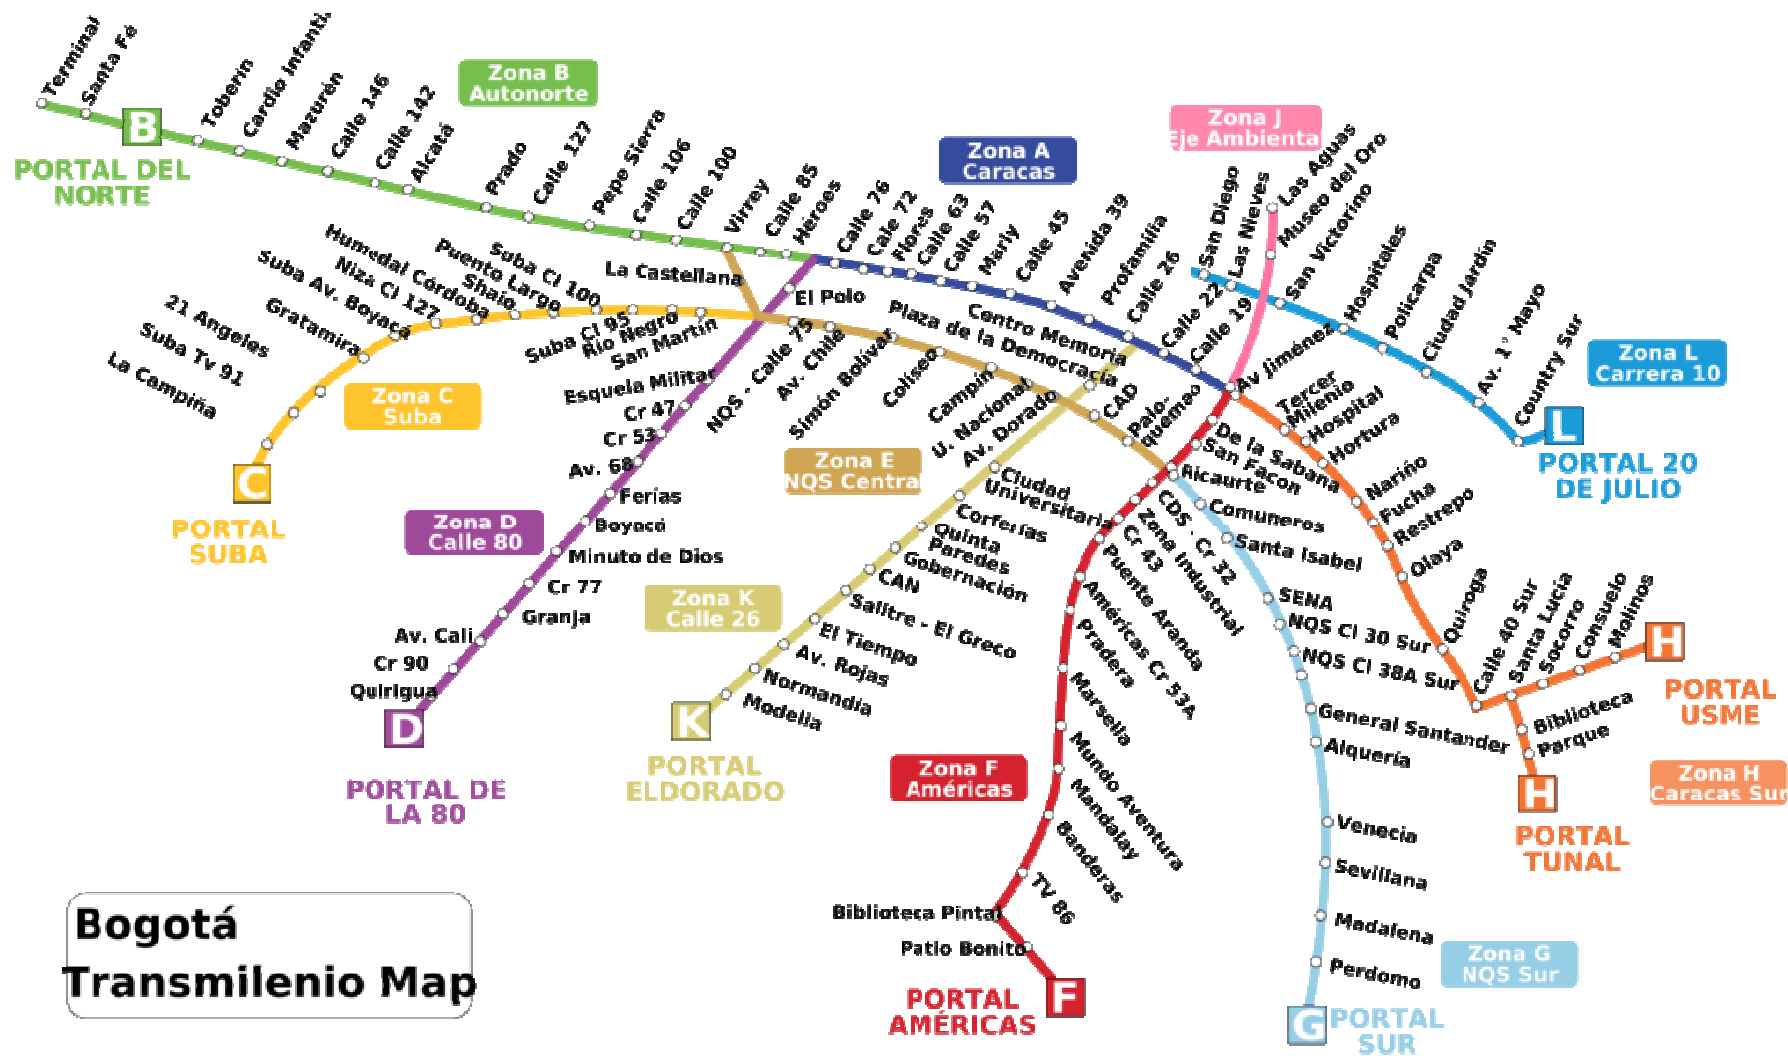 Terminal
Santa Fé
B
PORTAL DEL
NORTE
Toberín
Cardio Infantil
Mazurén
Calle 146
Calle 142
Alcatá
Zona B
Autonorte
Prado
Calle 127
Pepe Sierra
Calle 106
Calle 100
Virrey
Calle 85
Heroes
Zona A
Caracas
Calle 76
Cale 72
Flores
Calle 63
Calle 57
Marly
Calle 45
Avenida 39
Profamilia
Calle 26
Calle 22
Calle 19
Av Jiménez
Zona J
Eje Ambienta
Las Aguas
Museo del Oro
San Diego
Las Nieves
San Victorino
Hospitales
Policarpa
Ciudad Jardín
Av. 1° Mayo
Country Sur
Zona L
Carrera 10
L
PORTAL 20
DE JULIO
La Castellana
Suba Cl 100
Puento Largo
Shaio
Humedal Córdoba
Niza Cl 127
Suba Av. Boyacá
Gratamira
21 Angeles
Suba Tv 91
La Campiña
Suba Cl 95
Rio Negro
San Martín
Zona C
Suba
C
PORTAL
SUBA
El Polo
Esquela Militar
Cr 47
Cr 53
Av. 68
Ferías
Boyacá
Minuto de Dios
Cr 77
Granja
Av. Cali
Cr 90
Quirigua
Zona D
Calle 80
D
PORTAL DE
LA 80
NQS - Calle 75
Av. Chile
Simón Bolívar
Coliseo
Campín
U. Nacional
Av. Dorado
CAD
Palo-
quemao
Zona E
NQS Central
Centro Memoria
Plaza de la Democracia
Ciudad
Universitaria
Corferías
Quinta
Paredes
Gobernación
CAN
Salitre - El Greco
El Tiempo
Av. Rojas
Normandía
Modelia
Zona K
Calle 26
K
PORTAL
ELDORADO
De la Sabana
San Facon
Ricaurte
CDS - Cr 32
Zona Industrial
Cr 43
Puente Aranda
Américas Cr 53A
Pradera
Marsella
Mundo Aventura
Mandalay
Banderas
TV 86
Biblioteca Pintal
Patio Bonito
Zona F
Américas
F
PORTAL
AMÉRICAS
Comuneros
Santa Isabel
SENA
NQS Cl 30 Sur
NQS Cl 38A Sur
General Santander
Alquería
Venecia
Sevillana
Madalena
Perdomo
Zona G
NQS Sur
G
PORTAL
SUR
Tercer
Milenio
Hospital
Hortura
Nariño
Fucha
Restrepo
Olaya
Quiroga
Calle 40 Sur
Santa Lucía
Socorro
Consuelo
Molinos
H
PORTAL
USME
Biblioteca
Parque
H
PORTAL
TUNAL
Zona H
Caracas Sur
Bogotá
Transmilenio Map